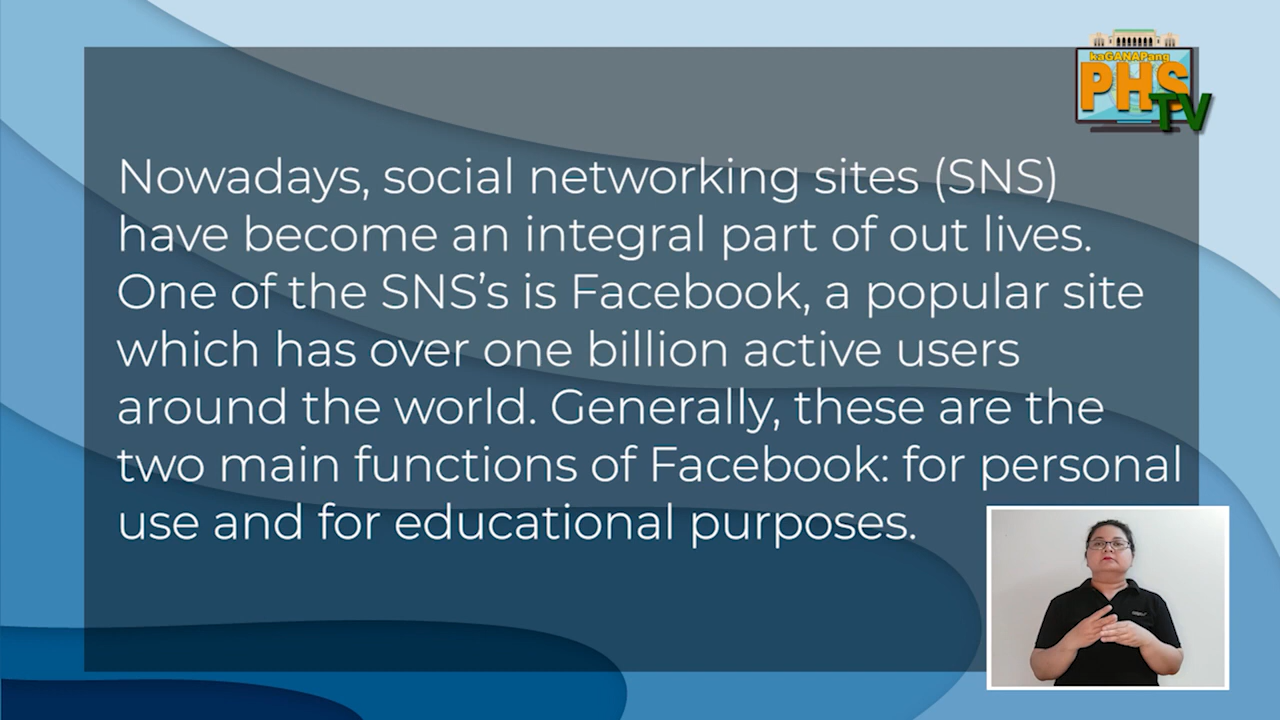 kaGANAPang
PHS
TV
Nowadays, social networking sites (SNS)
have become an integral part of out lives.
One of the SNS’s is Facebook, a popular site
which has over one billion active users
around the world. Generally, these are the
two main functions of Facebook: for personal
use and for educational purposes.